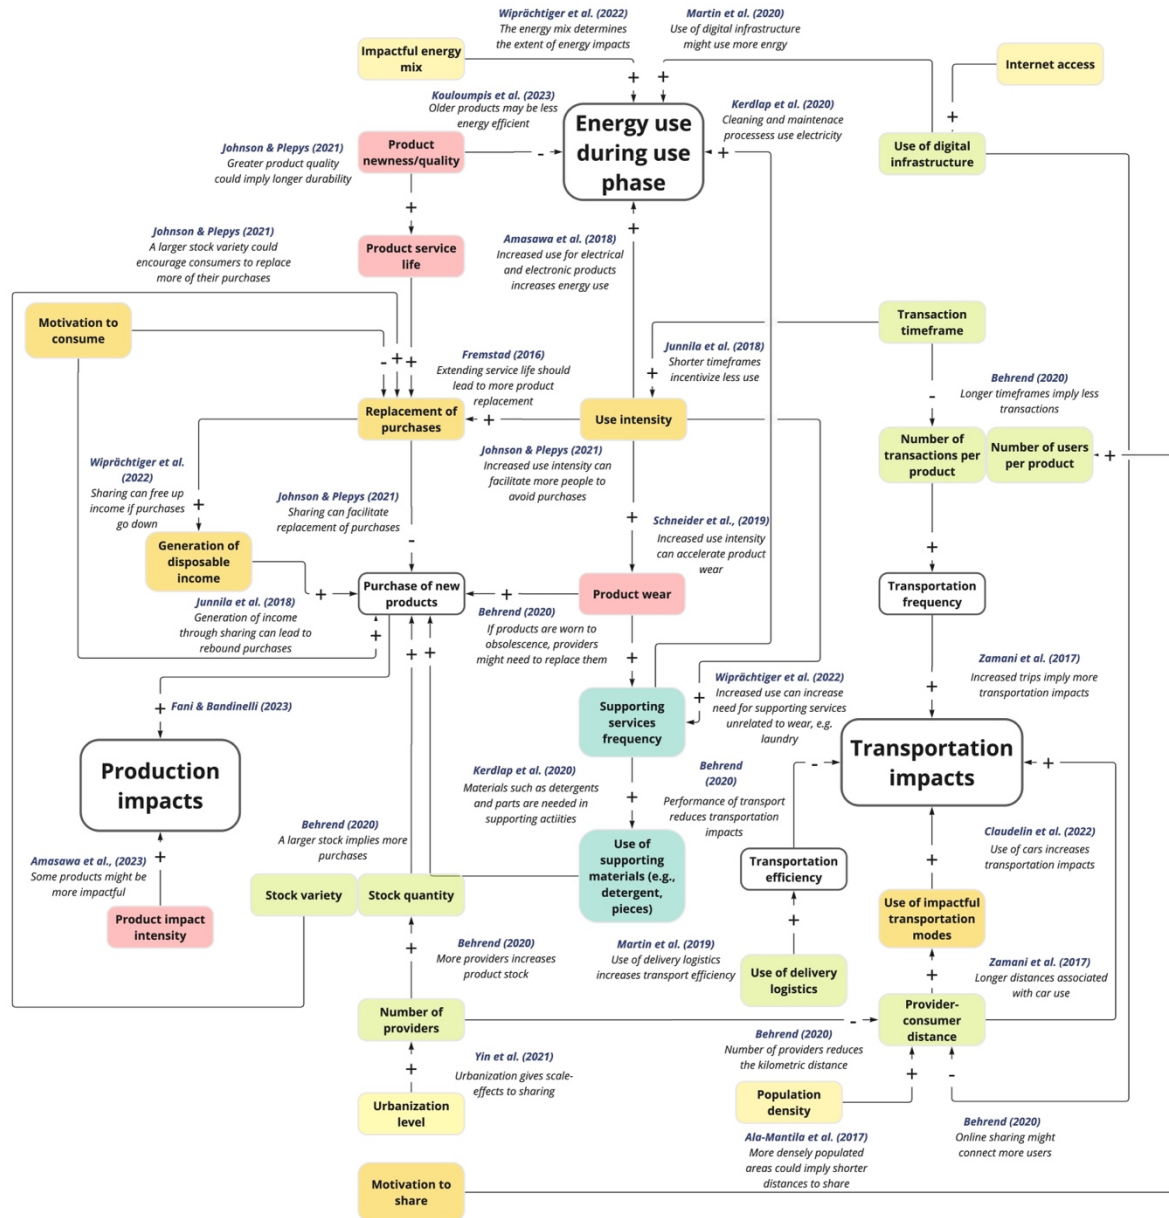 Wiprächtiger et al. (2022)
The energy mix determines
the extent of energy impacts
Martin et al. (2020)
Use of digital infrastructure
might use more enrgy
Impactful energy
mix
Internet access
+
+
+
Kouloumpis et al. (2023)
Older products may be less
energy efficient
Energy use
during use
phase
Kerdlap et al. (2020)
Cleaning and maintenace
processess use electricity
Johnson & Plepys (2021)
Greater product quality
could imply longer durability
Product
newness/quality
-
+
Use of digital
infrastructure
+
+
Johnson & Plepys (2021)
A larger stock variety could
encourage consumers to replace
more of their purchases
Product service
life
Amasawa et al. (2018)
Increased use for electrical
and electronic products
increases energy use
Motivation to
consume
Transaction
timeframe
-
+
+
Fremstad (2016)
Extending service life should
lead to more product
replacement
+
Junnila et al. (2018)
Shorter timeframes
incentivize less use
Behrend (2020)
Longer timeframes imply less
transactions
-
Replacement of
purchases
+
Use intensity
Number of
transactions per
product
Number of users
per product
+
Wiprächtiger et al.
(2022)
Sharing can free up
income if purchases
go down
+
Johnson & Plepys (2021)
Increased use intensity can
facilitate more people to
avoid purchases
Johnson & Plepys (2021)
Sharing can facilitate
replacement of purchases
-
+
Schneider et al., (2019)
Increased use intensity
can accelerate product
wear
+
Generation of
disposable
income
+
Purchase of new
products
+
Product wear
Transportation
frequency
Junnila et al. (2018)
Generation of income
through sharing can lead to
rebound purchases
+
+
+
Behrend (2020)
If products are worn to
obsolescence, providers
might need to replace them
+
Zamani et al. (2017)
Increased trips imply more
transportation impacts
+
+
Fani & Bandinelli (2023)
Supporting
services
frequency
+
Wiprächtiger et al. (2022)
Increased use can increase
need for supporting services
unrelated to wear, e.g.
laundry
Production
impacts
Transportation
impacts
-
+
Kerdlap et al. (2020)
Materials such as detergents
and parts are needed in
supporting actiities
+
Behrend
(2020)
Performance of transport
reduces transportation
impacts
Behrend (2020)
A larger stock implies more
purchases
Claudelin et al. (2022)
Use of cars increases
transportation impacts
+
+
Amasawa et al., (2023)
Some products might be
more impactful
Use of
supporting
materials (e.g.,
detergent,
pieces)
Transportation
efficiency
Stock variety
Stock quantity
Product impact
intensity
Use of impactful
transportation
modes
+
Martin et al. (2019)
Use of delivery logistics
increases transport efficiency
Behrend (2020)
More providers increases
product stock
+
Use of delivery
logistics
+
Zamani et al. (2017)
Longer distances associated
with car use
Number of
providers
-
Provider-
consumer
distance
Behrend (2020)
Number of providers reduces
the kilometric distance
+
Yin et al. (2021)
Urbanization gives scale-
effects to sharing
+
-
Urbanization
level
Population
density
Ala-Mantila et al. (2017)
More densely populated
areas could imply shorter
distances to share
Behrend (2020)
Online sharing might
connect more users
Motivation to
share